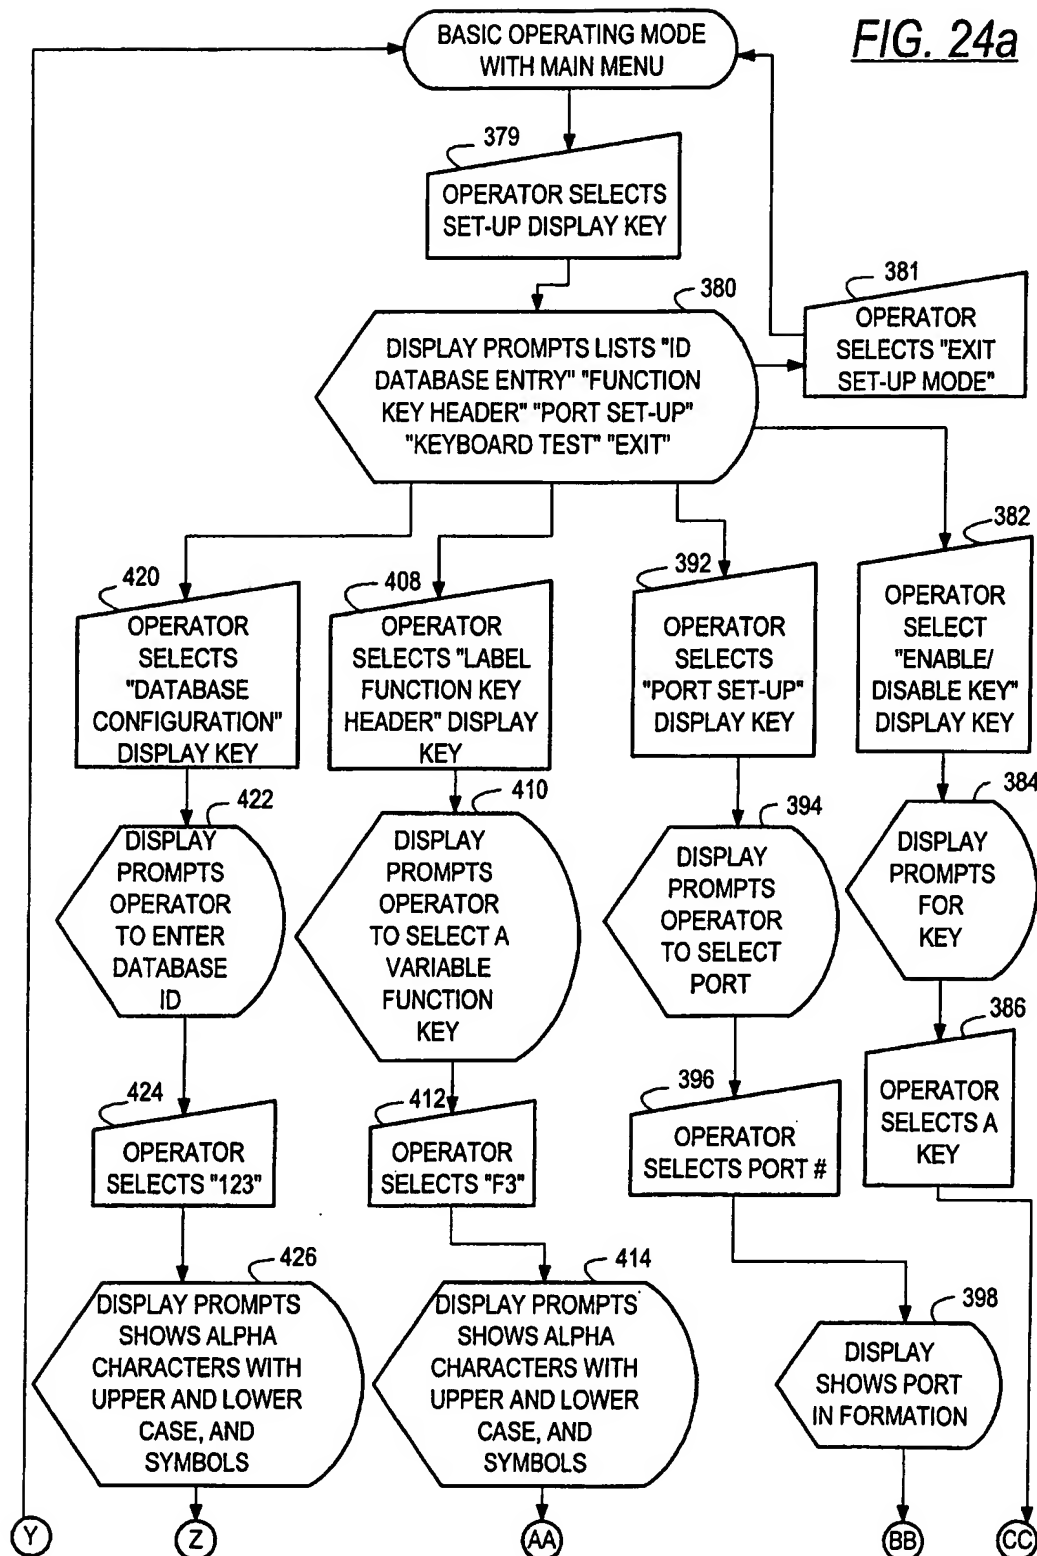 FIG. 24a
BASIC OPERATING MODE
WITH MAIN MENU
379
OPERATOR SELECTS
SET-UP DISPLAY KEY
380
DISPLAY PROMPTS LISTS "ID
DATABASE ENTRY" "FUNCTION
KEY HEADER" "PORT SET-UP"
"KEYBOARD TEST" "EXIT"
381
OPERATOR
SELECTS "EXIT
SET-UP MODE"
420
OPERATOR
SELECTS
"DATABASE
CONFIGURATION"
DISPLAY KEY
408
OPERATOR
SELECTS "LABEL
FUNCTION KEY
HEADER" DISPLAY
KEY
392
OPERATOR
SELECTS
"PORT SET-UP"
DISPLAY KEY
382
OPERATOR
SELECT
"ENABLE/
DISABLE KEY"
DISPLAY KEY
422
DISPLAY
PROMPTS
OPERATOR
TO ENTER
DATABASE
ID
410
DISPLAY
PROMPTS
OPERATOR
TO SELECT A
VARIABLE
FUNCTION
KEY
394
DISPLAY
PROMPTS
OPERATOR
TO SELECT
PORT
384
DISPLAY
PROMPTS
FOR
KEY
424
OPERATOR
SELECTS "123"
412
OPERATOR
SELECTS "F3"
396
OPERATOR
SELECTS PORT #
386
OPERATOR
SELECTS A
KEY
426
DISPLAY PROMPTS
SHOWS ALPHA
CHARACTERS WITH
UPPER AND LOWER
CASE, AND
SYMBOLS
414
DISPLAY PROMPTS
SHOWS ALPHA
CHARACTERS WITH
UPPER AND LOWER
CASE, AND
SYMBOLS
398
DISPLAY
SHOWS PORT
IN FORMATION
Y
Z
AA
BB
CC